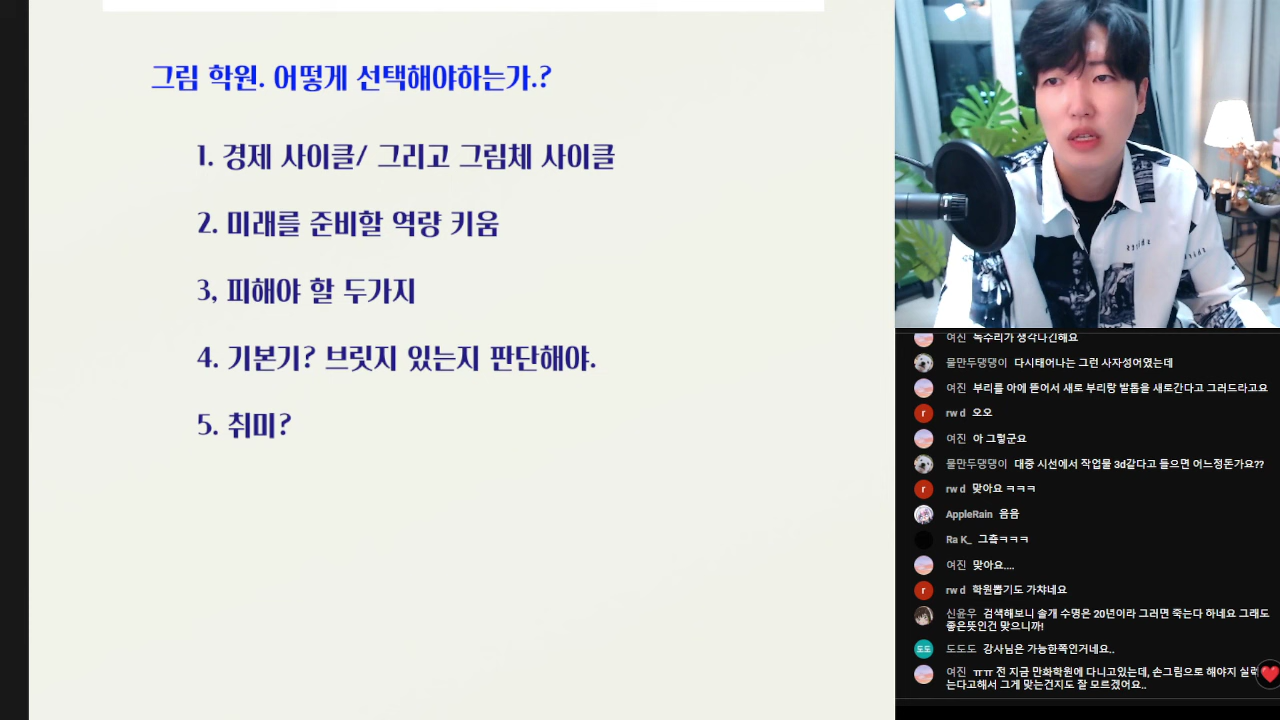 그림 학원. 어떻게 선택해야하는가.?
1. 경제 사이클/ 그리고 그림체 사이클
2. 미래를 준비할 역량 키움
3, 피해야 할 두가지
4. 기본기? 브릿지 있는지 판단해야.
5. 취미?
여진 독수리가 생각나긴해요
물만두댕댕이 다시태어나는 그런 사자성어였는데
여진 부리를 아에 뜯어서 새로 부리랑 발톱을 새로간다고 그러드라고요
r rw d 오오
여진 아 그렇군요
물만두댕댕이 대중 시선에서 작업물 3d같다고 들으면 어느정돈가요??
r rw d 맞아요 ㅋㅋㅋ
AppleRain 음음
Ra K_ 그춐ㅋㅋㅋ
여진 맞아요....
r rw d 학원뽑기도 가챠네요
신윤우 검색해보니 솔개 수명은 20년이라 그러면 죽는다 하네요 그래도
좋은뜻인건 맞으니까!
도도 도도도 강사님은 가능한쪽인거네요..
여진 ㅠㅠ 전 지금 만화학원에 다니고있는데, 손그림으로 해야지
는다고해서 그게 맞는건지도 잘 모르겠어요..